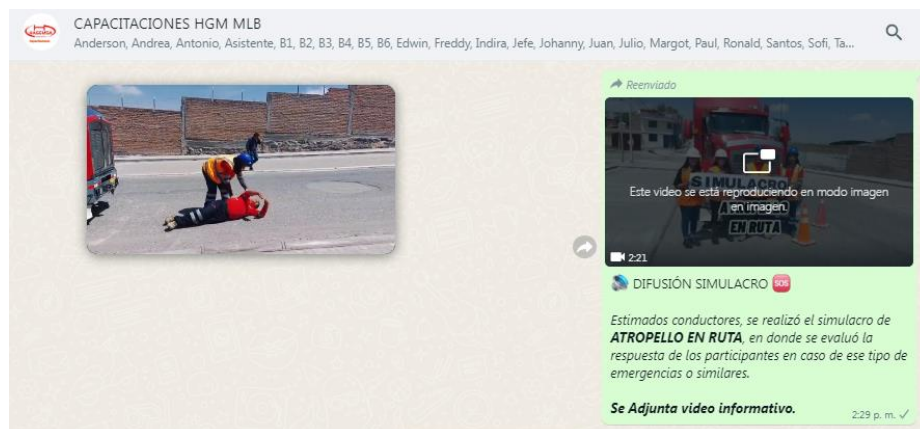 CAPACITACIONES HGM MLB
Anderson, Andrea, Antonio, Asistente, B1, B2, B3, B4, B5, B6, Edwin, Freddy, Indira, Jefe, Johanny, Juan, Julio, Margot, Paul, Ronald, Santos, Sofi, Ta...
Reenviado
SIMULACRO
Este video se está reproduciendo en modo imagen
en imagen.
EN RUTA
2:21
DIFUSIÓN SIMULACRO SOS
Estimados conductores, se realizó el simulacro de
ATROPELLO EN RUTA, en donde se evaluó la
respuesta de los participantes en caso de ese tipo de
emergencias o similares.
Se Adjunta video informativo.
2:29 p. m.